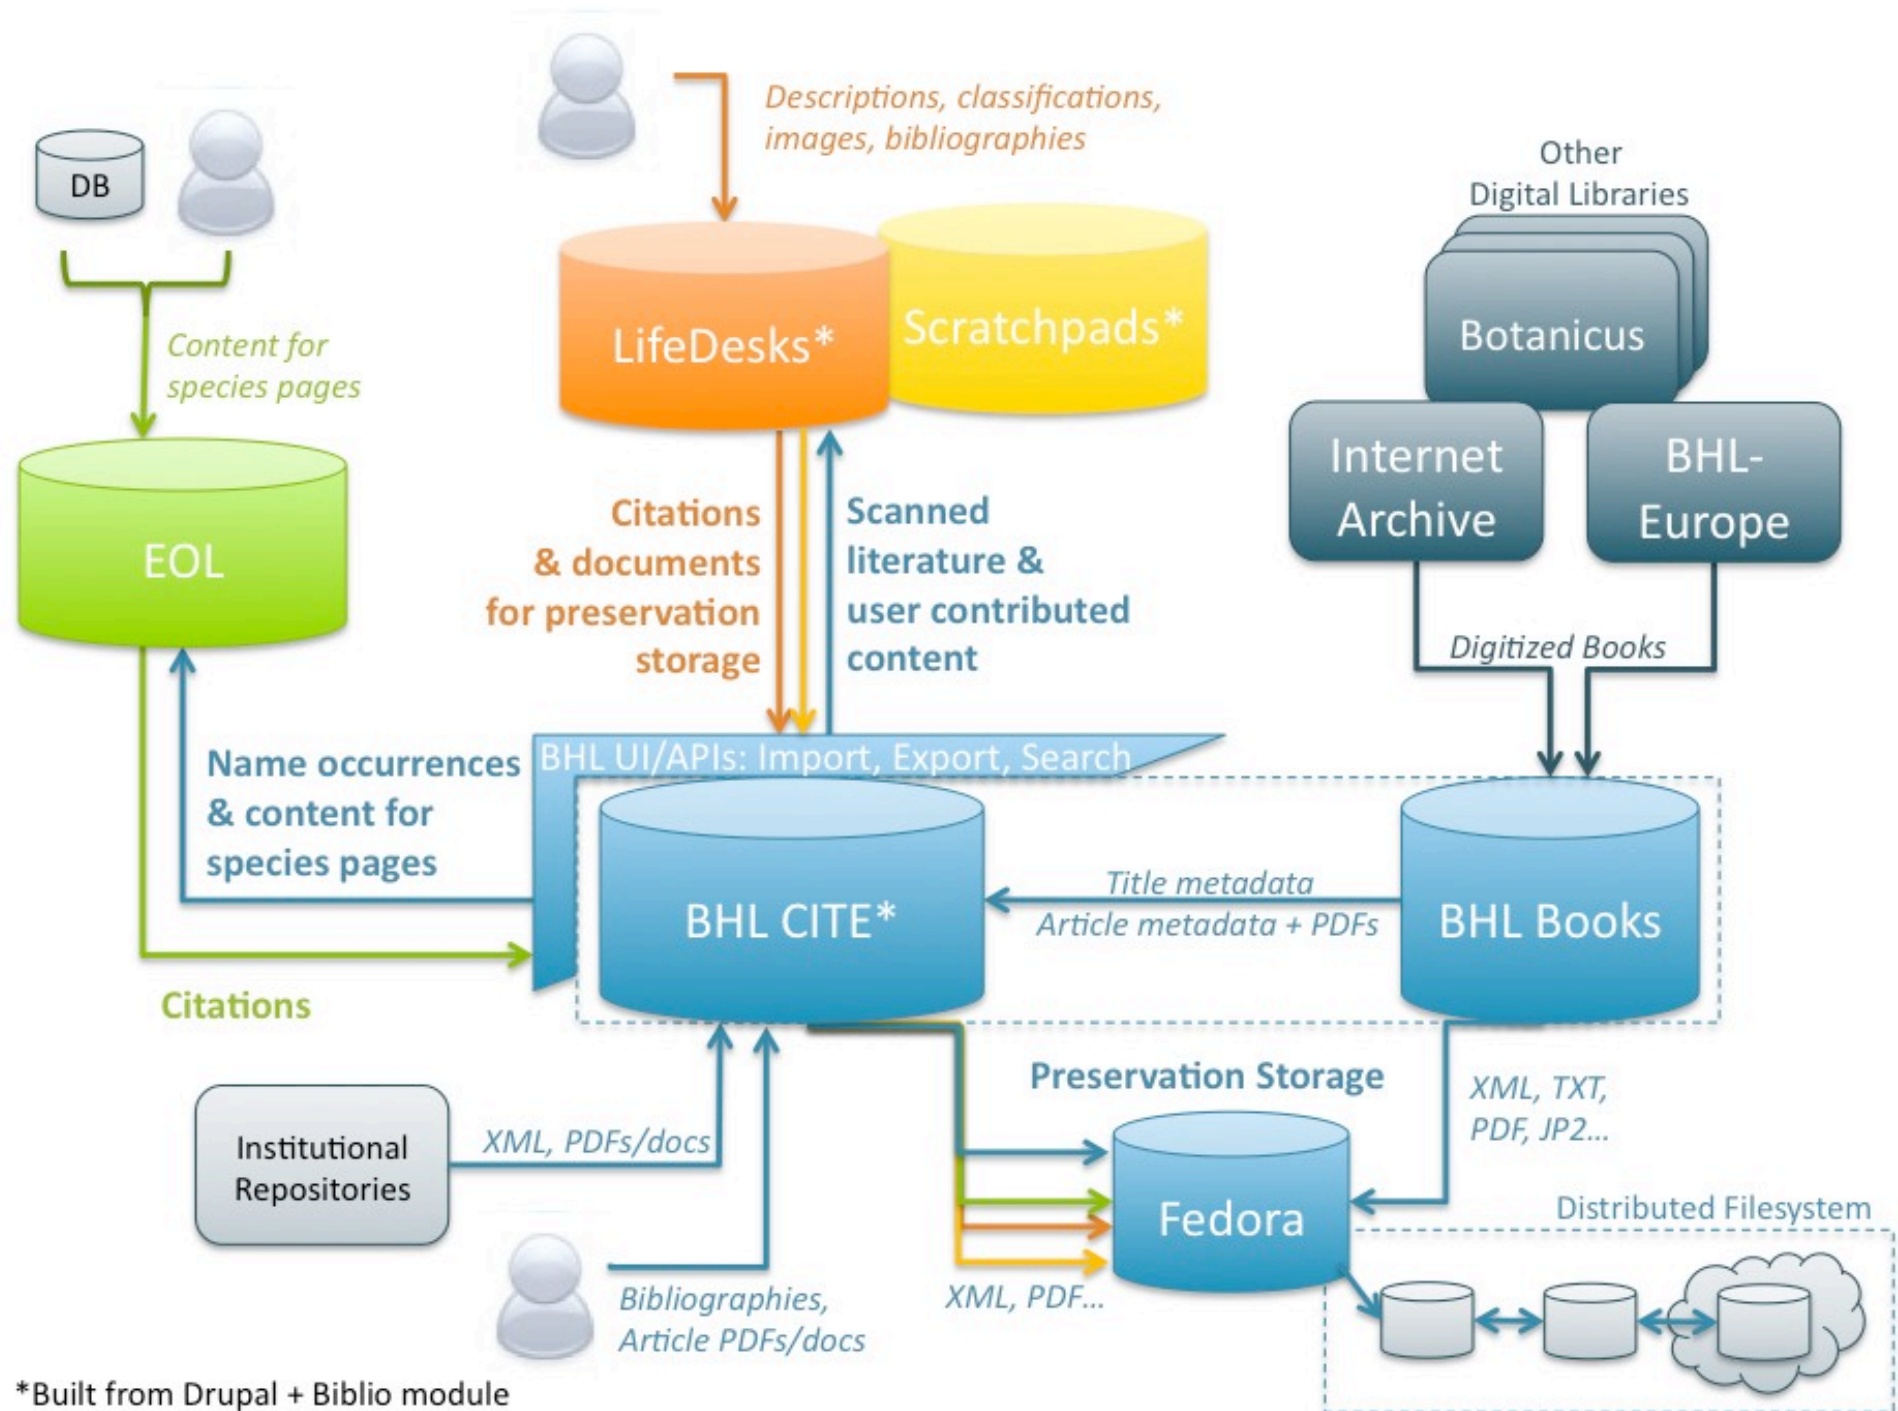 Descriptions, classifications,
images, bibliographies
DB
Other
Digital Libraries
Content for
species pages
LifeDesks*
Scratchpads*
Botanicus
Internet
Archive
BHL-
Europe
EOL
Citations
& documents
for preservation
storage
Scanned
literature &
user contributed
content
Digitized Books
Name occurrences
& content for
species pages
BHL UI/APIs: Import, Export, Search
BHL CITE*
Title metadata
Article metadata + PDFs
BHL Books
Citations
Preservation Storage
XML, TXT,
PDF, JP2...
Institutional
Repositories
XML, PDFs/docs
Fedora
Distributed Filesystem
Bibliographies,
Article PDFs/docs
XML, PDF...
*Built from Drupal + Biblio module